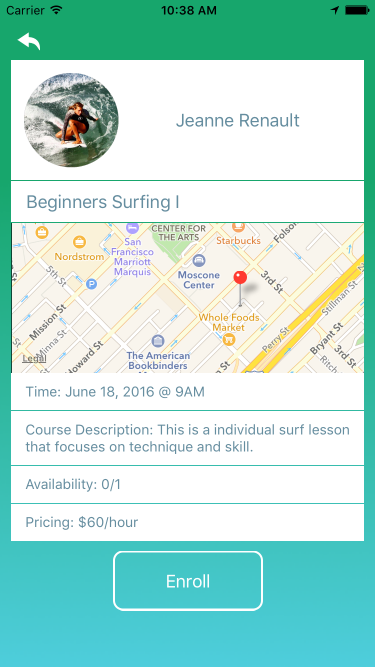 Carrier 10:38 AM
Jeanne Renault
Beginners Surfing I
CENTER FOR
THE ARTS
Starbucks
Folso
5th St
Nordstrom
San
Francisco
Marriott
Marquis
Moscone
Center
3rd St
Stillman St
Mission St
Minna St
Whole Foods
Market
Perry St
Bryant St
Ritch
3rd St
Howard St
Legal
The American
Bookbinders
Time: June 18, 2016 @ 9AM
Course Description: This is a individual surf lesson
that focuses on technique and skill.
Availability: 0/1
Pricing: $60/hour
Enroll